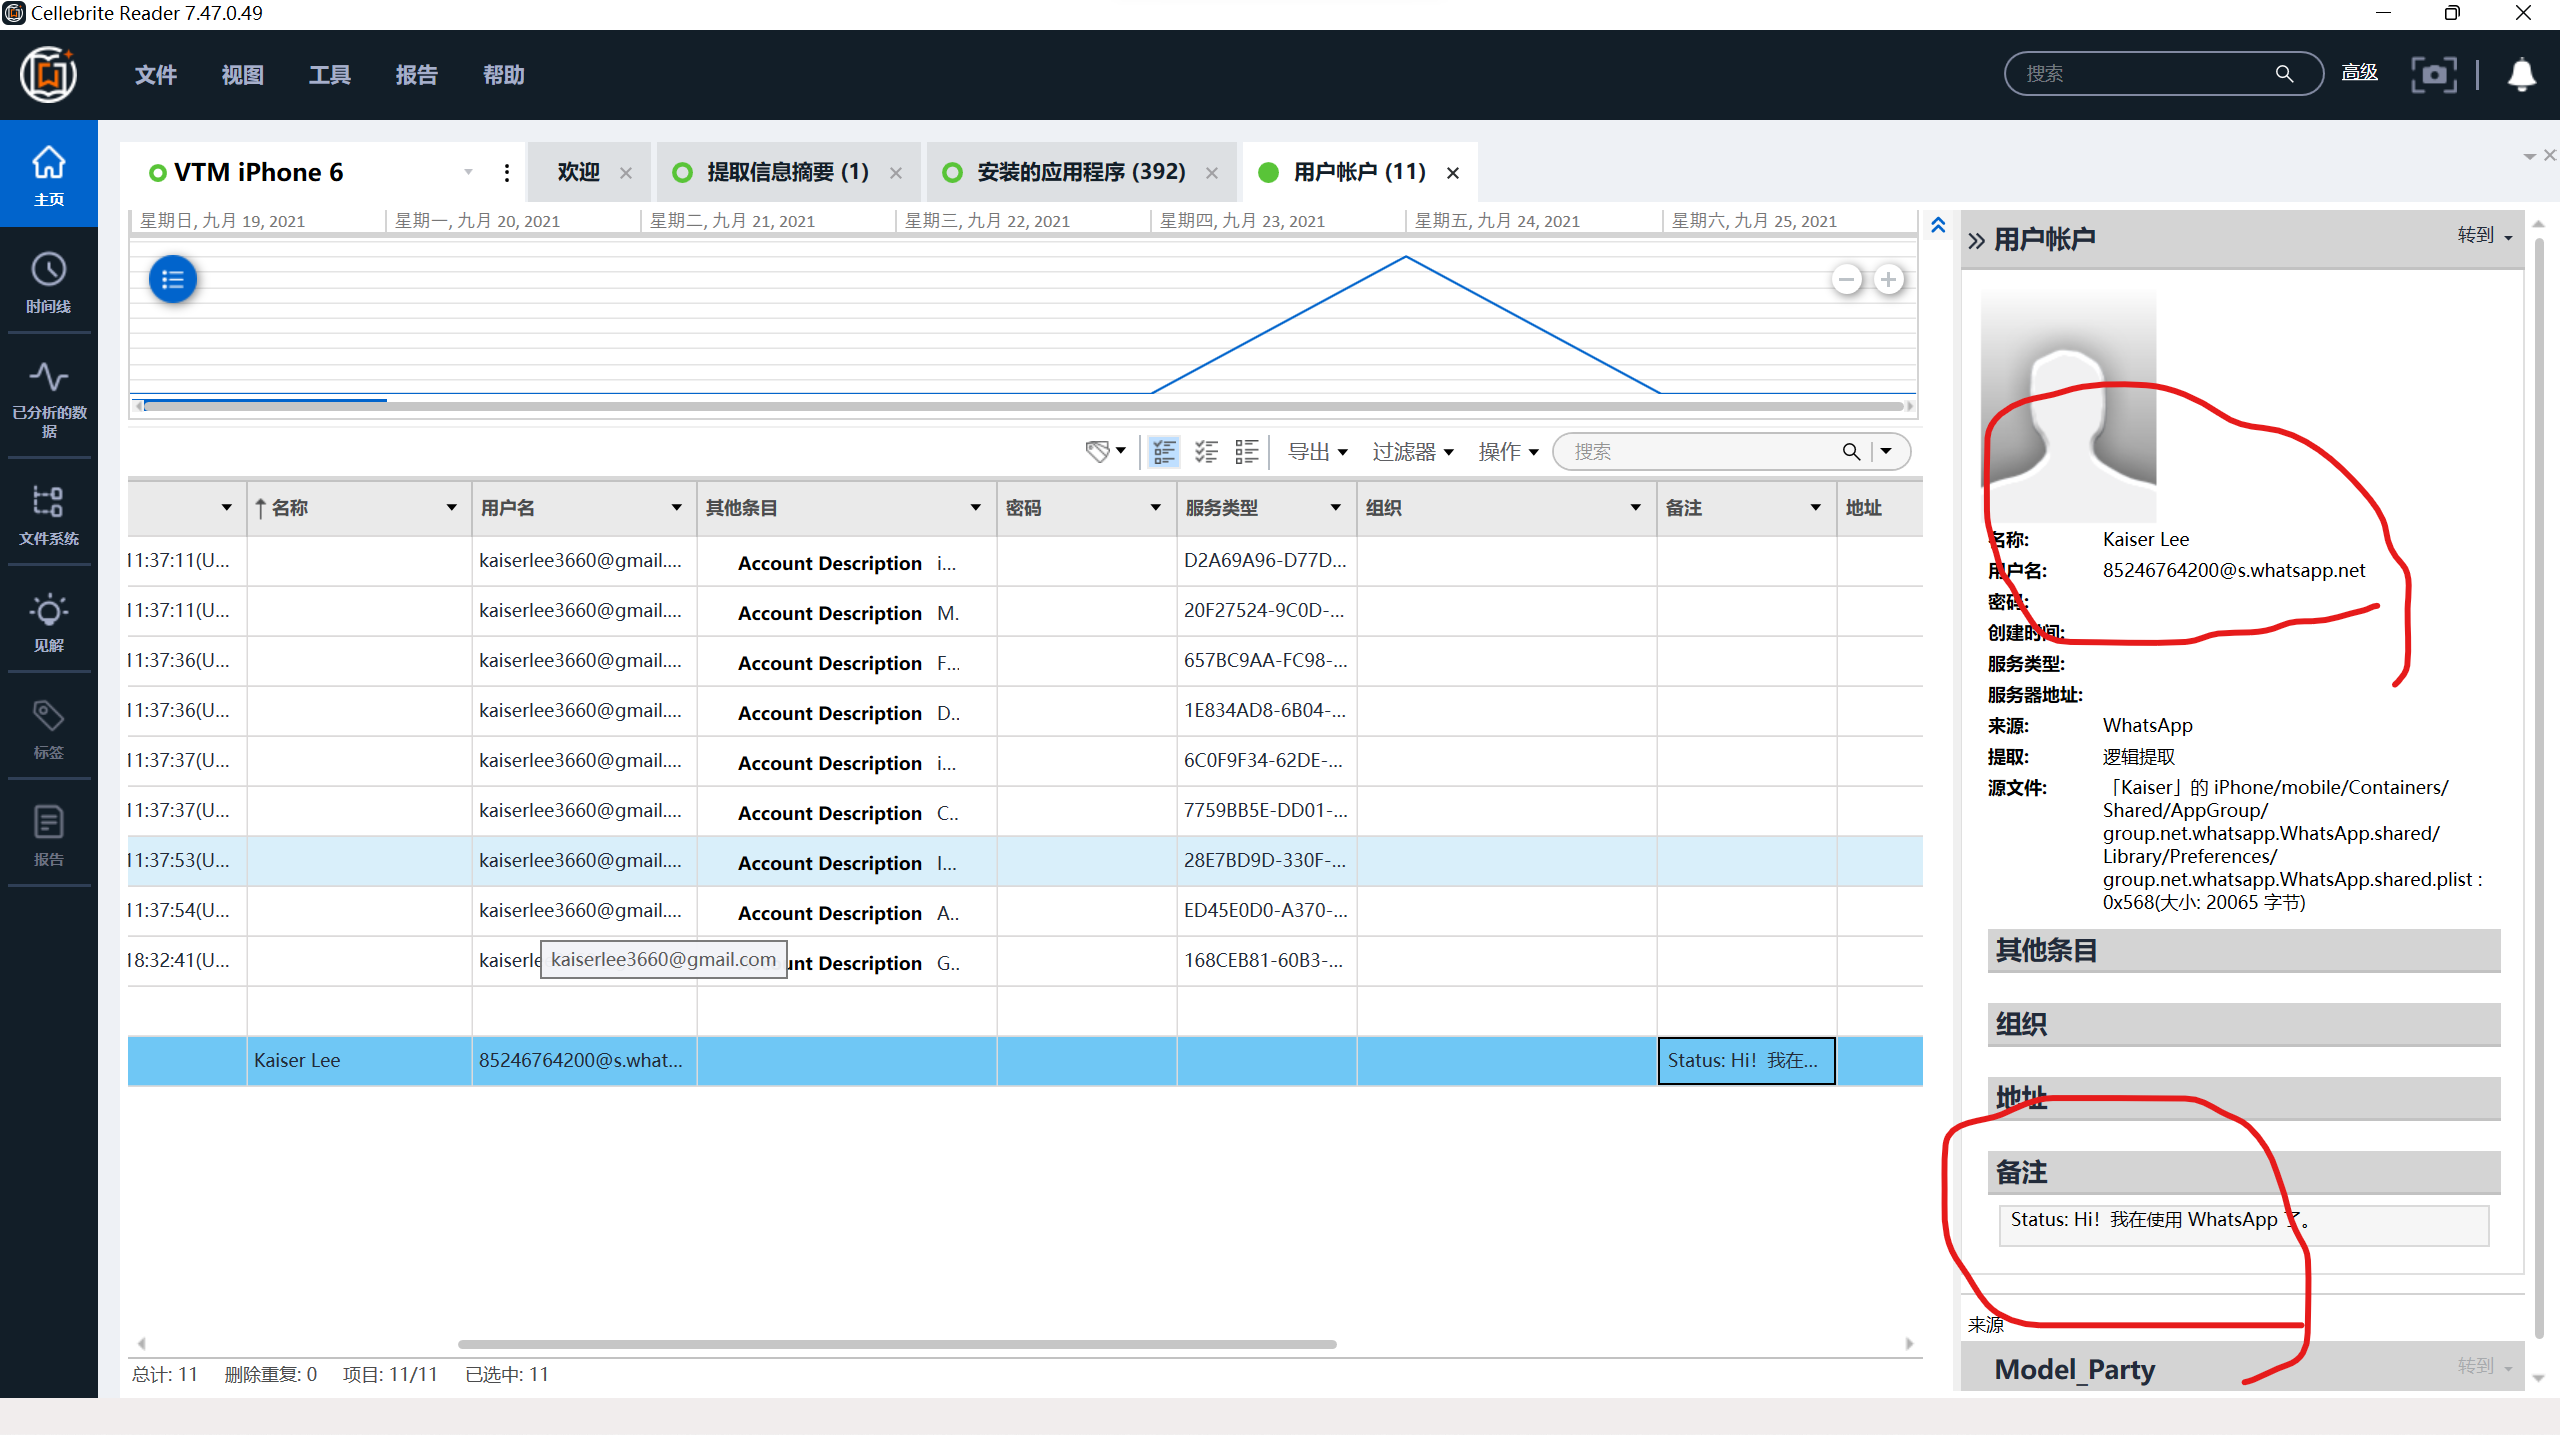 Cellebrite Reader 7.47.0.49
文件 视图 工具 报告 帮助
搜索 高级
主页
时间线
已分析的数
据
文件系统
见解
标签
报告
VTM iPhone 6 欢迎 提取信息摘要 (1) 安装的应用程序 (392) 用户帐户 (11)
星期日, 九月 19, 2021 星期一, 九月 20, 2021 星期二, 九月 21, 2021 星期三, 九月 22, 2021 星期四, 九月 23, 2021 星期五, 九月 24, 2021 星期六, 九月 25, 2021
导出 过滤器 操作 搜索
名称 用户名 其他条目 密码 服务类型 组织 备注 地址
11:37:11(U... kaiserlee3660@gmail.... Account Description i... D2A69A96-D77D...
11:37:11(U... kaiserlee3660@gmail.... Account Description M. 20F27524-9C0D-...
11:37:36(U... kaiserlee3660@gmail.... Account Description F... 657BC9AA-FC98-...
11:37:36(U... kaiserlee3660@gmail.... Account Description D.. 1E834AD8-6B04-...
11:37:37(U... kaiserlee3660@gmail.... Account Description i... 6C0F9F34-62DE-...
11:37:37(U... kaiserlee3660@gmail.... Account Description C.. 7759BB5E-DD01-...
11:37:53(U... kaiserlee3660@gmail.... Account Description I... 28E7BD9D-330F-...
11:37:54(U... kaiserlee3660@gmail.... Account Description A.. ED45E0D0-A370-...
18:32:41(U... kaiserle kaiserlee3660@gmail.com unt Description G.. 168CEB81-60B3-...
Kaiser Lee 85246764200@s.what... Status: Hi！我在...
总计: 11 删除重复: 0 项目: 11/11 已选中: 11
用户帐户 转到
名称: Kaiser Lee
用户名: 85246764200@s.whatsapp.net
密码:
创建时间:
服务类型:
服务器地址:
来源: WhatsApp
提取: 逻辑提取
源文件: 「Kaiser」的 iPhone/mobile/Containers/
Shared/AppGroup/
group.net.whatsapp.WhatsApp.shared/
Library/Preferences/
group.net.whatsapp.WhatsApp.shared.plist :
0x568(大小: 20065 字节)
其他条目
组织
地址
备注
Status: Hi！我在使用 WhatsApp 了。
来源
Model_Party 转到